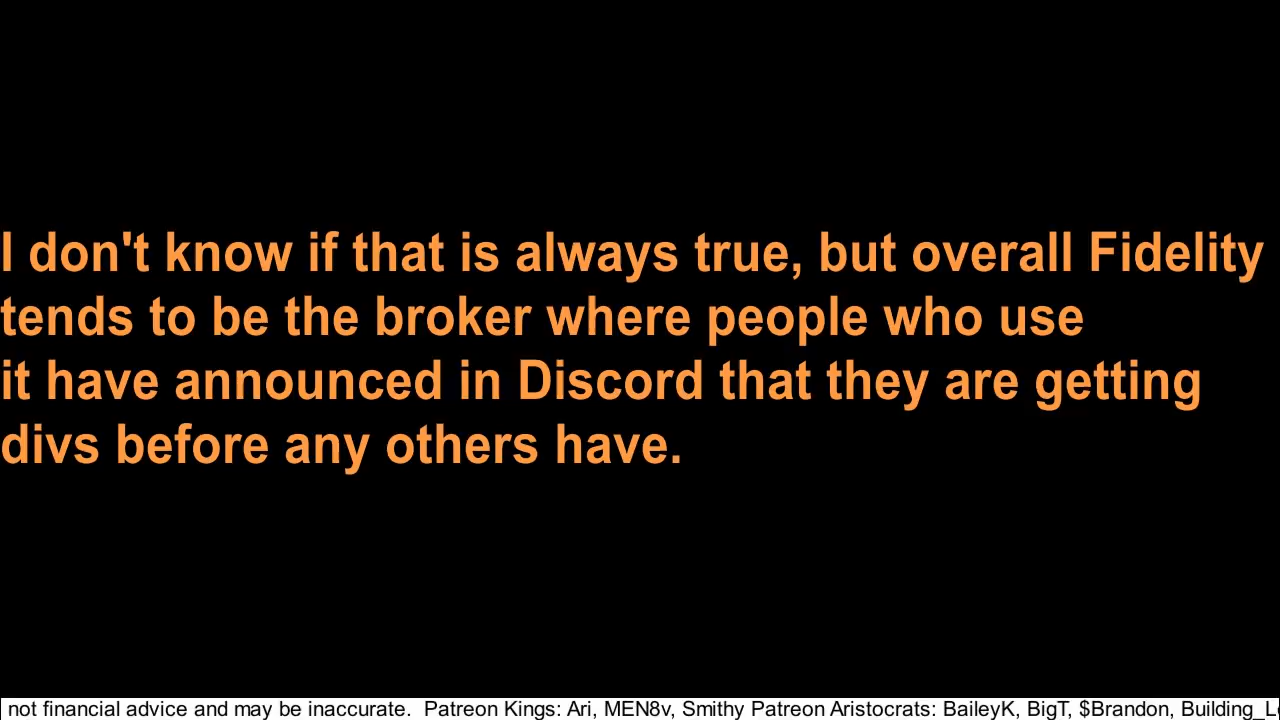 I don't know if that is always true, but overall Fidelity
tends to be the broker where people who use
it have announced in Discord that they are getting
divs before any others have.
not financial advice and may be inaccurate.  Patreon Kings: Ari, MEN8v, Smithy Patreon Aristocrats: BaileyK, BigT, $Brandon,